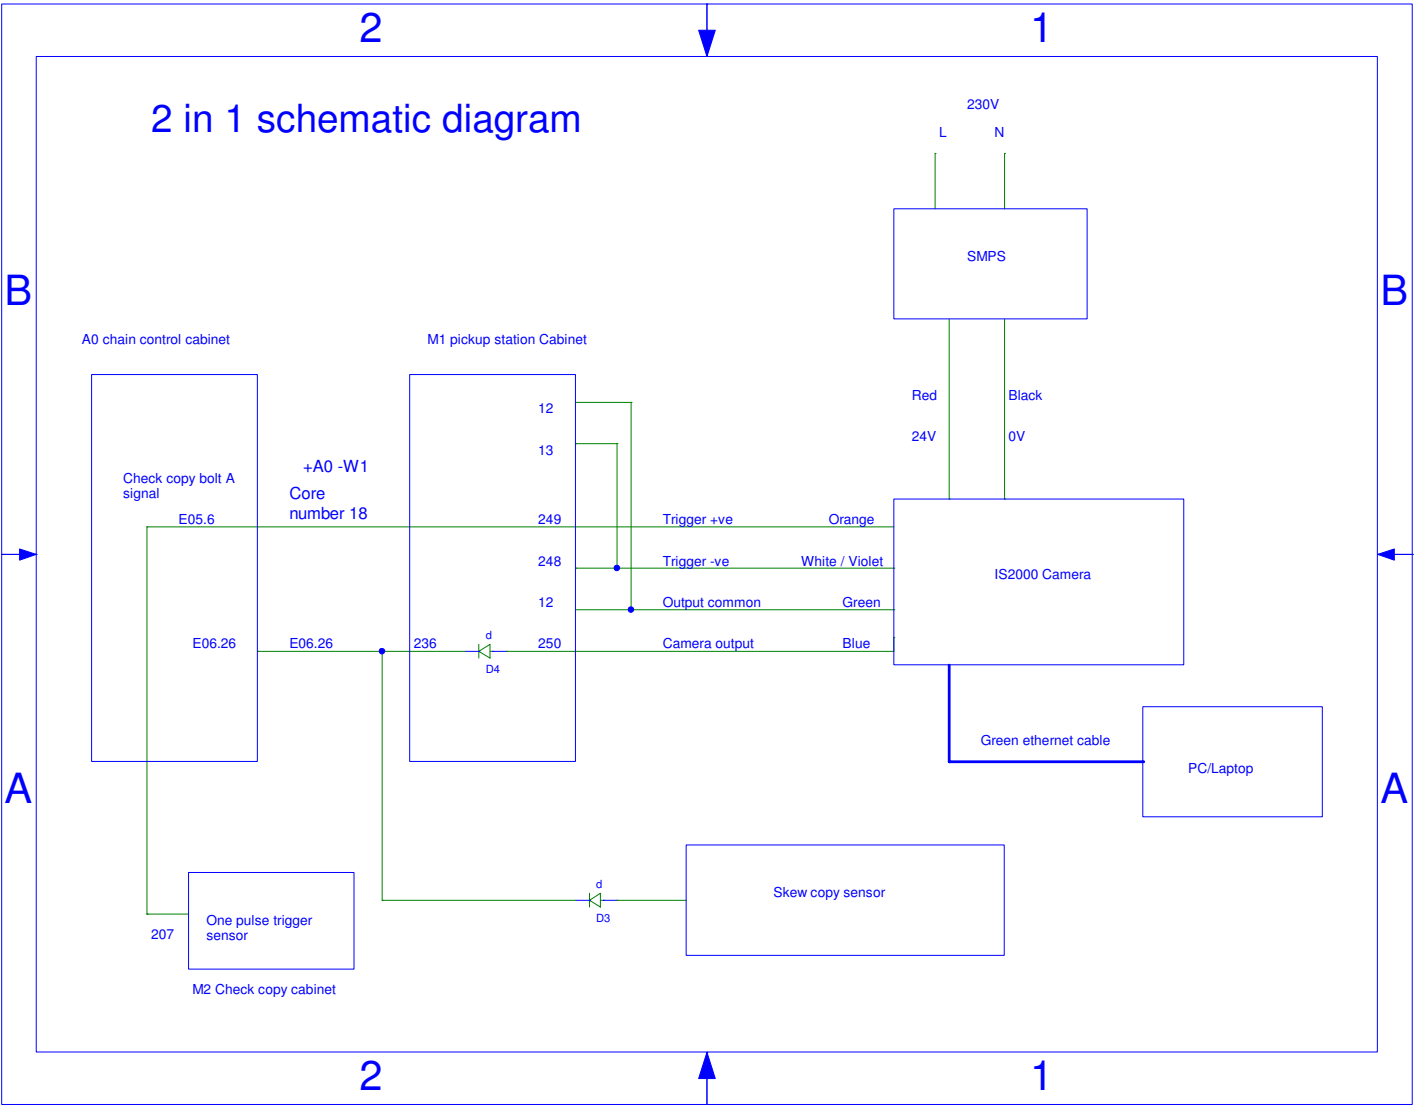 2
1
2 in 1 schematic diagram
230V
L
N
SMPS
B
B
A0 chain control cabinet
M1 pickup station Cabinet
Red
Black
12
24V
0V
13
+A0 -W1
Check copy bolt A
signal
Core
number 18
E05.6
249
Trigger +ve
Orange
248
Trigger -ve
White / Violet
IS2000 Camera
12
Output common
Green
E06.26
E06.26
236
d
D4
250
Camera output
Blue
Green ethernet cable
PC/Laptop
A
A
d
D3
Skew copy sensor
One pulse trigger
sensor
207
M2 Check copy cabinet
2
1